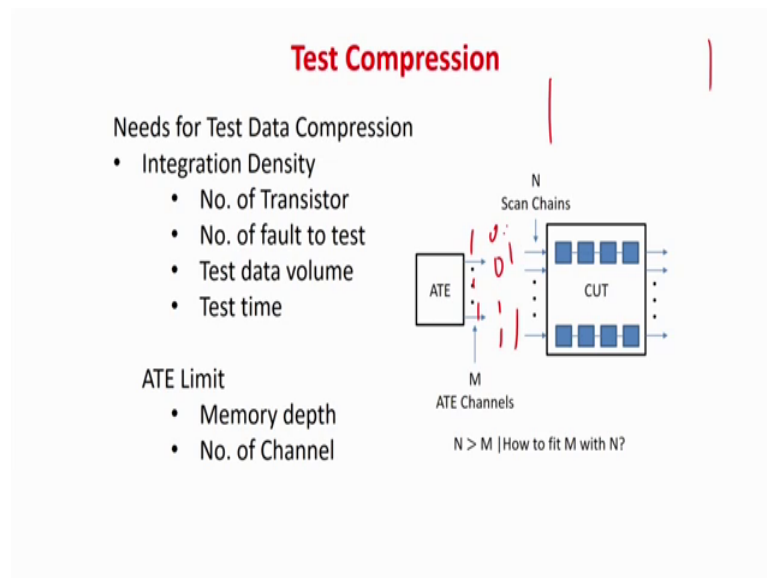 Test Compression
Needs for Test Data Compression
• Integration Density
• No. of Transistor
• No. of fault to test
• Test data volume
• Test time
ATE Limit
• Memory depth
• No. of Channel
N
Scan Chains
ATE
CUT
M
ATE Channels
N > M |How to fit M with N?